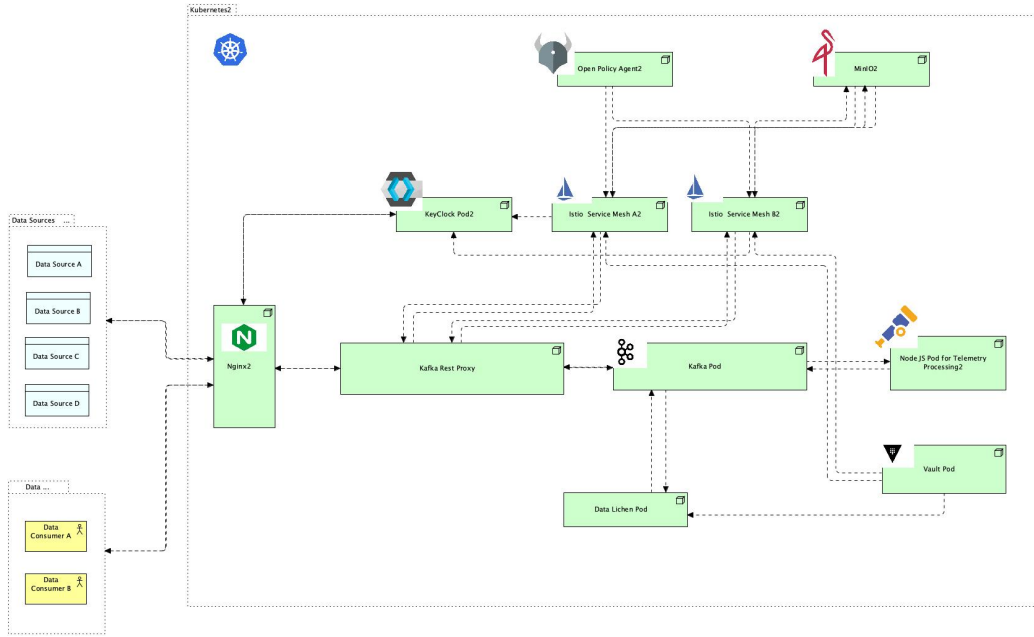 Kubernetes2
Open Policy Agent2
MinIO2
KeyClock Pod2
Istio Service Mesh A2
Istio Service Mesh B2
Data Sources ...
Data Source A
Data Source B
Data Source C
Data Source D
N
Nginx2
Kafka Rest Proxy
Kafka Pod
Node JS Pod for Telemetry
Processing2
Vault Pod
Data Lichen Pod
Data ...
Data
Consumer A
Data
Consumer B